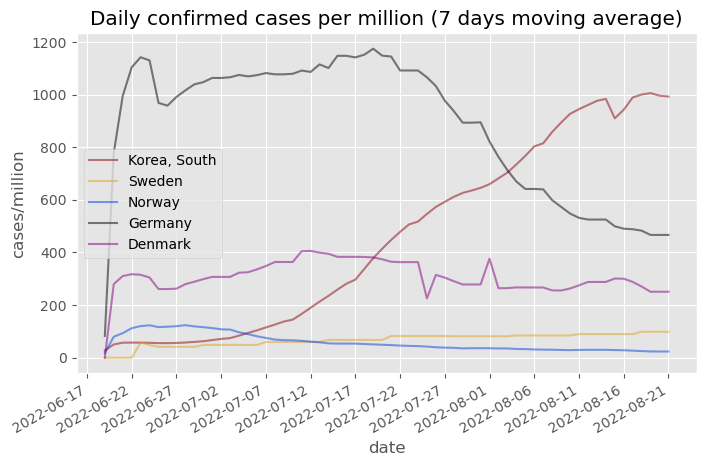 Daily confirmed cases per million (7 days moving average)
1200
1000
800
600
400
200
0
cases/million
Korea, South
Sweden
Norway
Germany
Denmark
2022-06-17
2022-06-22
2022-06-27
2022-07-02
2022-07-07
2022-07-12
2022-07-17
2022-07-22
2022-07-27
2022-08-01
2022-08-06
2022-08-11
2022-08-16
2022-08-21
date